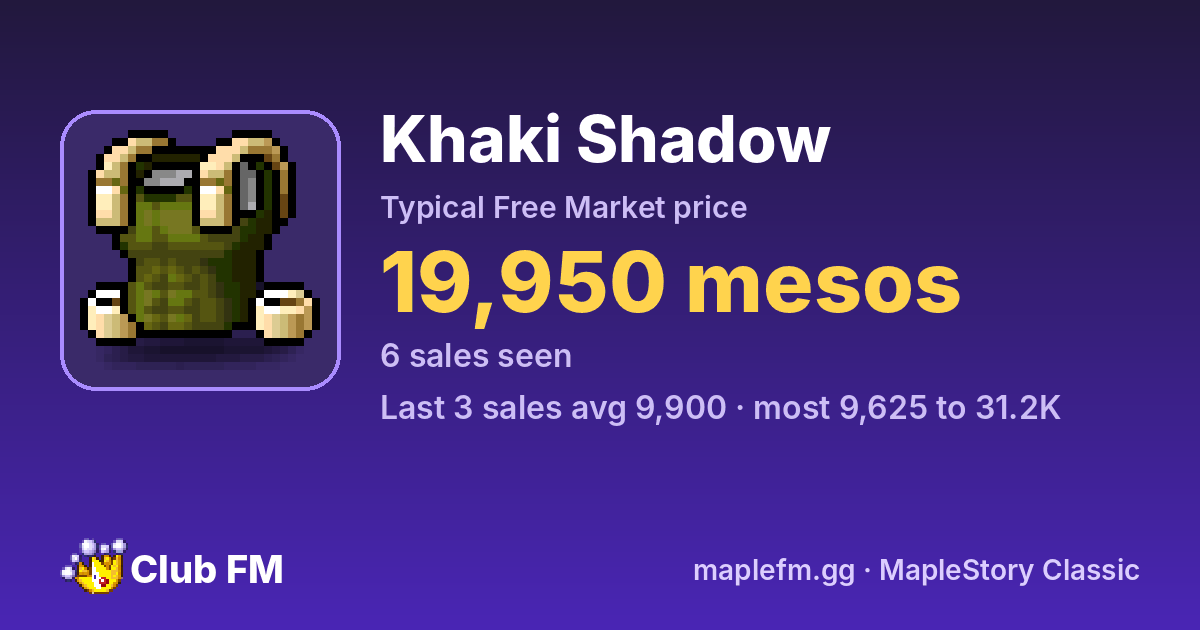 Khaki Shadow
Typical Free Market price
19,950 mesos
6 sales seen
Last 3 sales avg 9,900 · most 9,625 to 31.2K
Club FM
maplefm.gg · MapleStory Classic